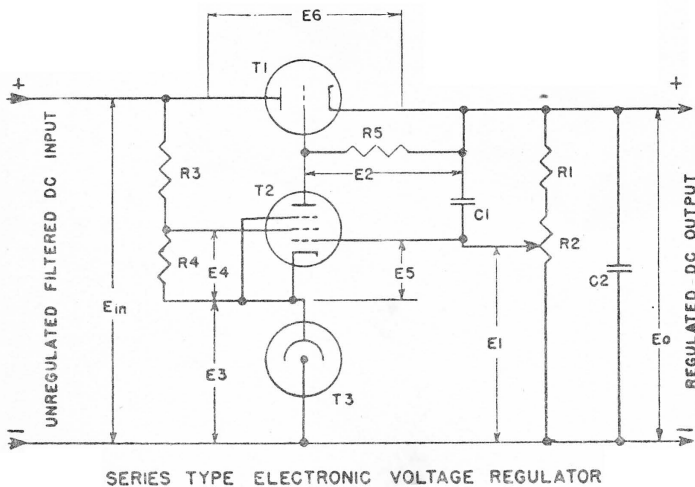 E6
T1
+
+
R5
R3
E2
R1
T2
C1
R2
R4
E4
E5
C2
Ein
E1
Eo
E3
T3
UNREGULATED FILTERED DC INPUT
REGULATED DC OUTPUT
SERIES TYPE ELECTRONIC VOLTAGE REGULATOR